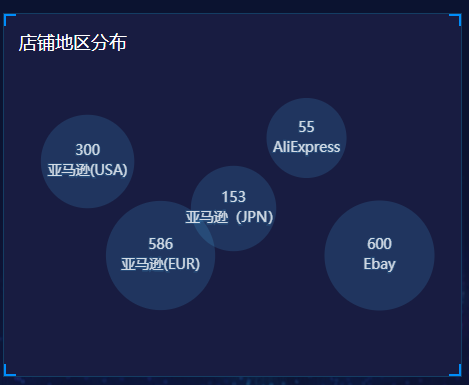 店铺地区分布
55
AliExpress
300
亚马逊(USA)
153
亚马逊（JPN）
586
亚马逊(EUR)
600
Ebay